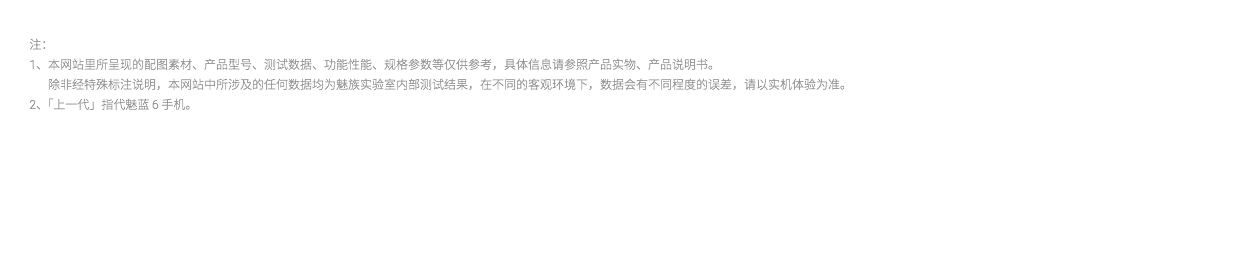 注：
1、本网站里所呈现的配图素材、产品型号、测试数据、功能性能、规格参数等仅供参考，具体信息请参照产品实物、产品说明书。
除非经特殊标注说明，本网站中所涉及的任何数据均为魅族实验室内部测试结果，在不同的客观环境下，数据会有不同程度的误差，请以实机体验为准。
2、「上一代」指代魅蓝 6 手机。